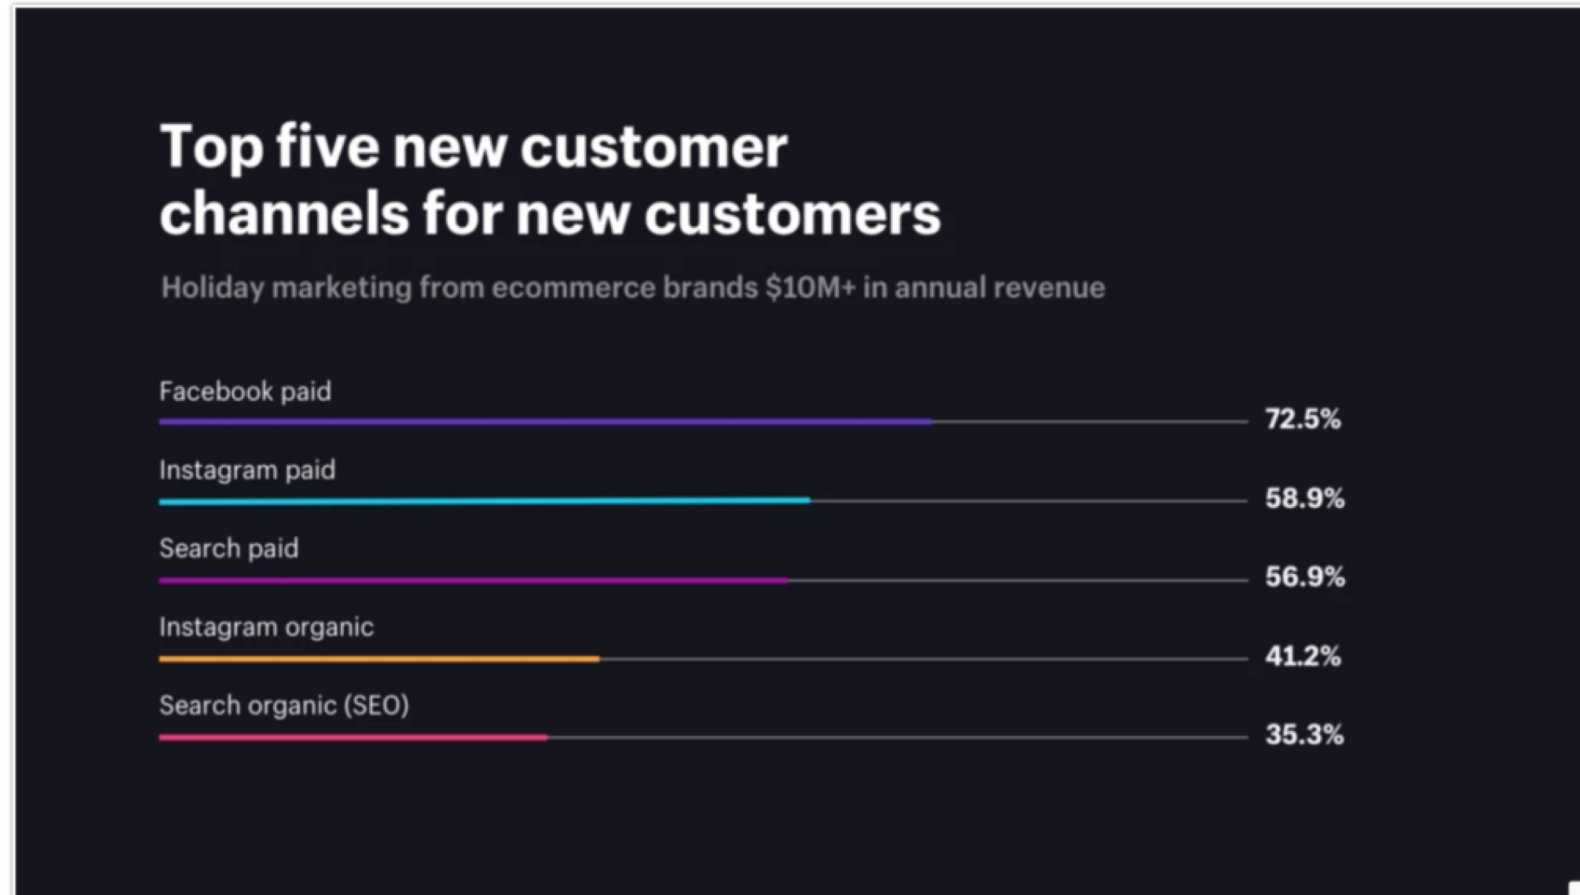 Top five new customer
channels for new customers
Holiday marketing from ecommerce brands $10M+ in annual revenue
Facebook paid
72.5%
Instagram paid
58.9%
Search paid
56.9%
Instagram organic
41.2%
Search organic (SEO)
35.3%